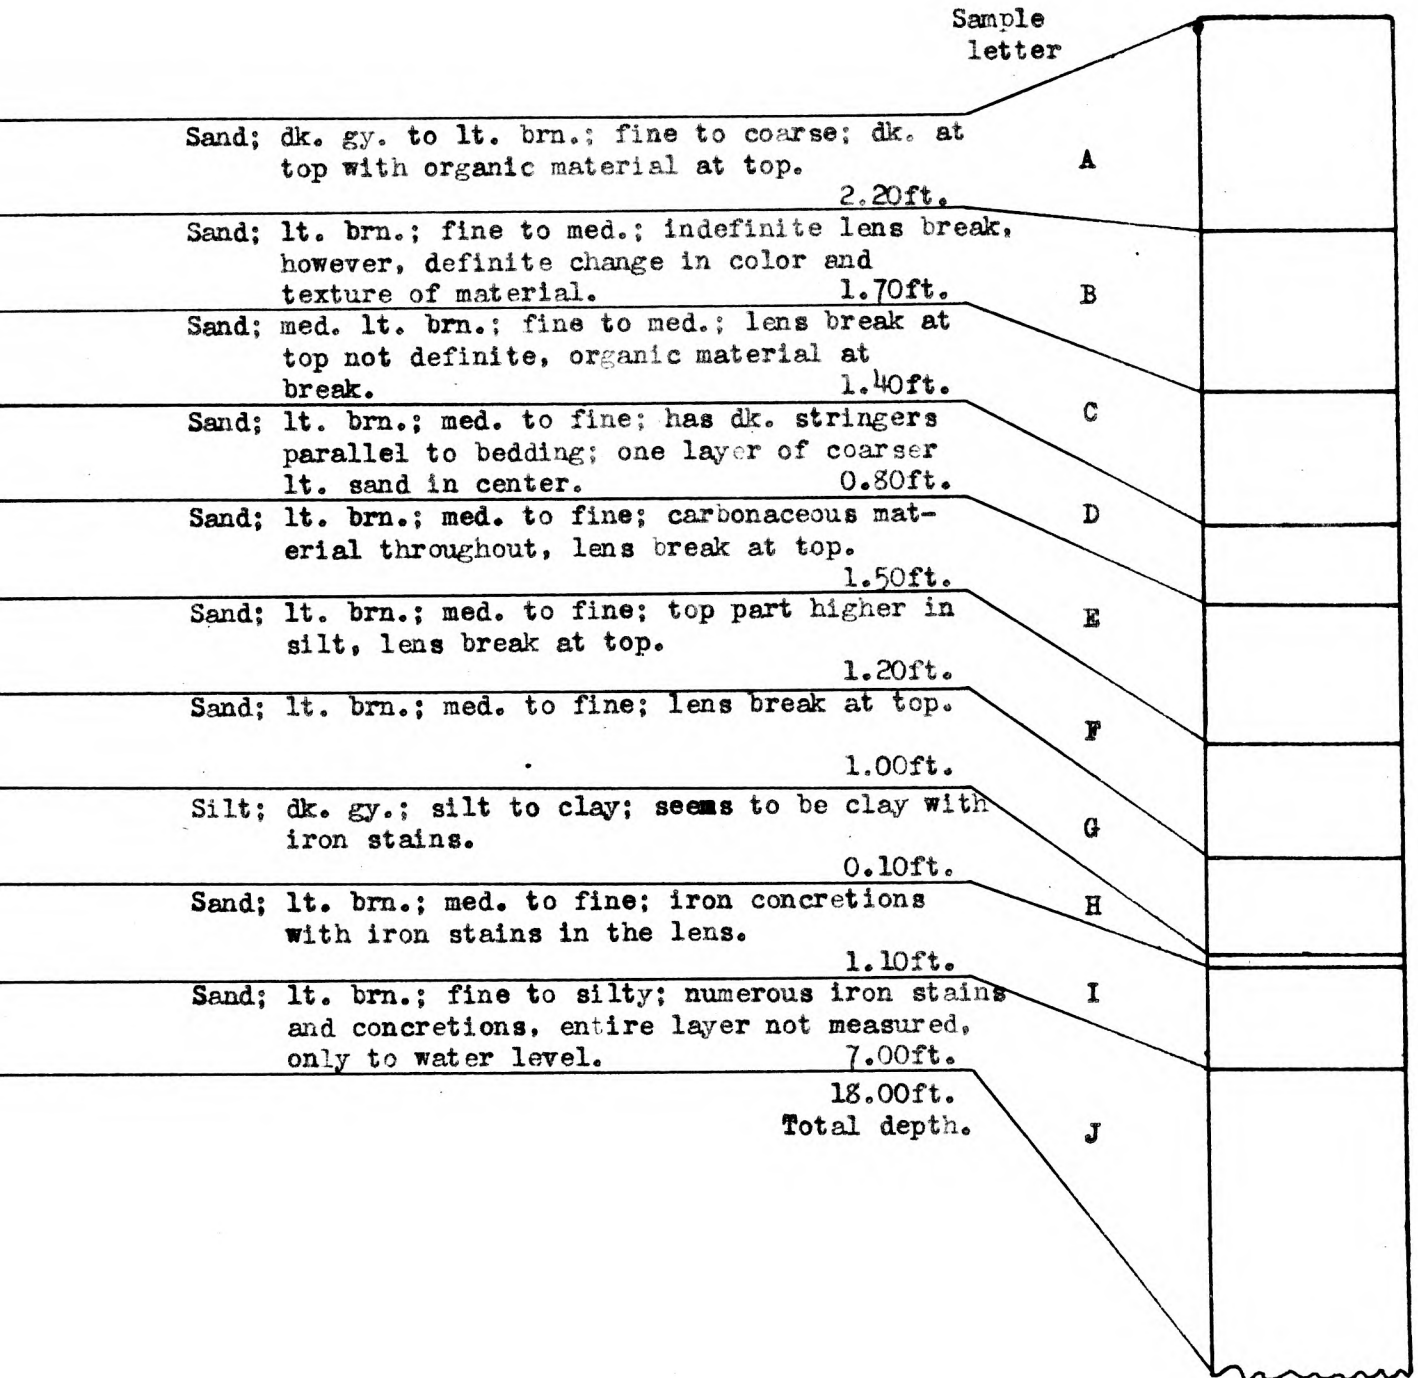 Sample
letter
Sand; dk. gy. to lt. brn.; fine to coarse; dk. at
top with organic material at top.
A
2.20ft.
Sand; lt. brn.; fine to med.; indefinite lens break,
however, definite change in color and
texture of material. 1.70ft.
B
Sand; med. lt. brn.; fine to med.; lens break at
top not definite, organic material at
break. 1.40ft.
C
Sand; lt. brn.; med. to fine; has dk. stringers
parallel to bedding; one layer of coarser
lt. sand in center. 0.80ft.
D
Sand; lt. brn.; med. to fine; carbonaceous mat-
erial throughout, lens break at top.
1.50ft.
E
Sand; lt. brn.; med. to fine; top part higher in
silt, lens break at top.
1.20ft.
F
Sand; lt. brn.; med. to fine; lens break at top.
1.00ft.
G
Silt; dk. gy.; silt to clay; seems to be clay with
iron stains.
0.10ft.
H
Sand; lt. brn.; med. to fine; iron concretions
with iron stains in the lens.
1.10ft.
I
Sand; lt. brn.; fine to silty; numerous iron stains
and concretions, entire layer not measured,
only to water level. 7.00ft.
J
18.00ft.
Total depth.